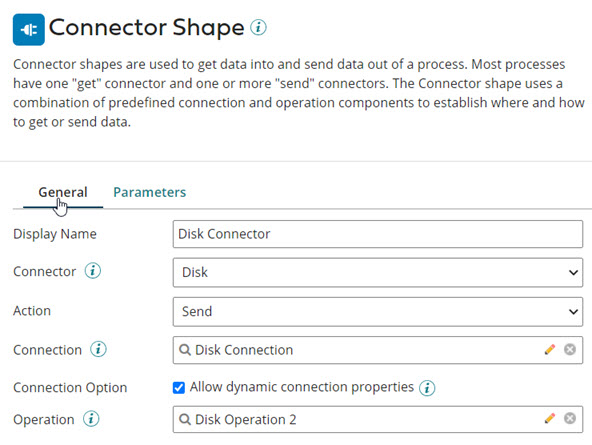 Connector Shape
Connector shapes are used to get data into and send data out of a process. Most processes
have one "get" connector and one or more "send" connectors. The Connector shape uses a
combination of predefined connection and operation components to establish where and how
to get or send data.
General Parameters
Display Name Disk Connector
Connector Disk
Action Send
Connection Disk Connection
Connection Option Allow dynamic connection properties
Operation Disk Operation 2